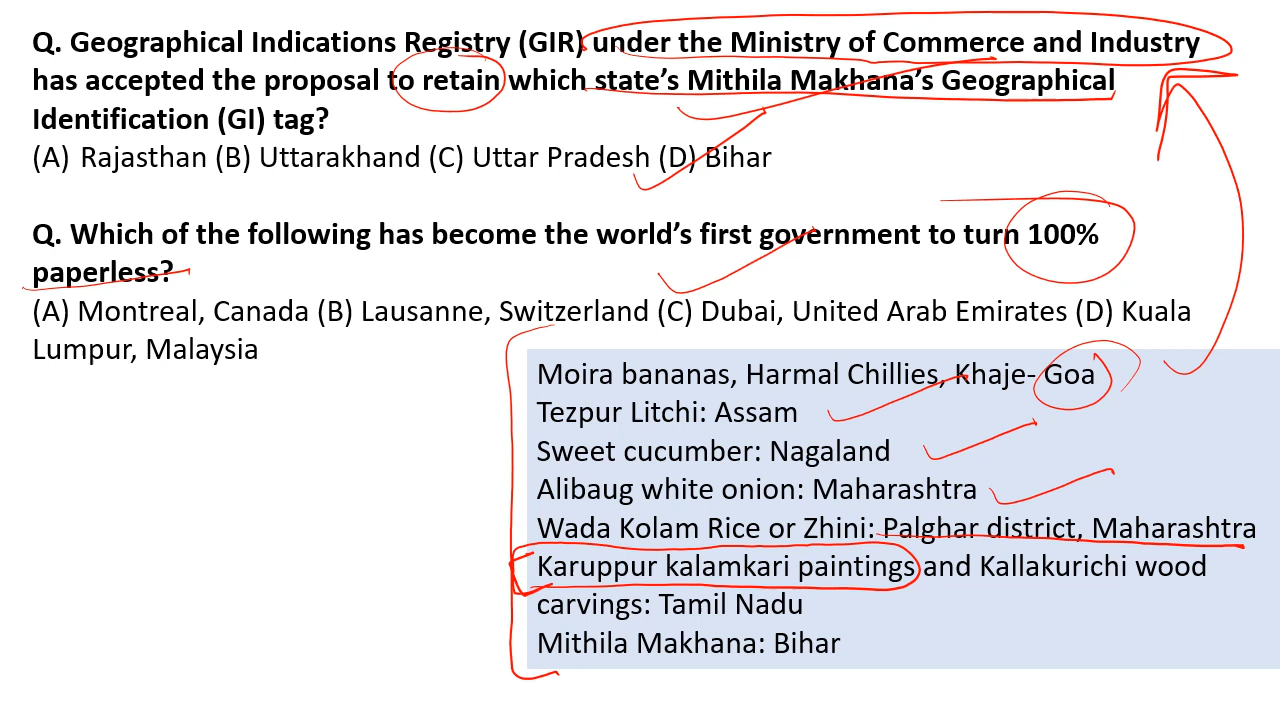 Q. Geographical Indications Registry (GIR) under the Ministry of Commerce and Industry
has accepted the proposal to retain which state’s Mithila Makhana’s Geographical
Identification (GI) tag?
(A) Rajasthan (B) Uttarakhand (C) Uttar Pradesh (D) Bihar
Q. Which of the following has become the world’s first government to turn 100%
paperless?
(A) Montreal, Canada (B) Lausanne, Switzerland (C) Dubai, United Arab Emirates (D) Kuala
Lumpur, Malaysia
Moira bananas, Harmal Chillies, Khaje- Goa
Tezpur Litchi: Assam
Sweet cucumber: Nagaland
Alibaug white onion: Maharashtra
Wada Kolam Rice or Zhini: Palghar district, Maharashtra
Karuppur kalamkari paintings and Kallakurichi wood
carvings: Tamil Nadu
Mithila Makhana: Bihar